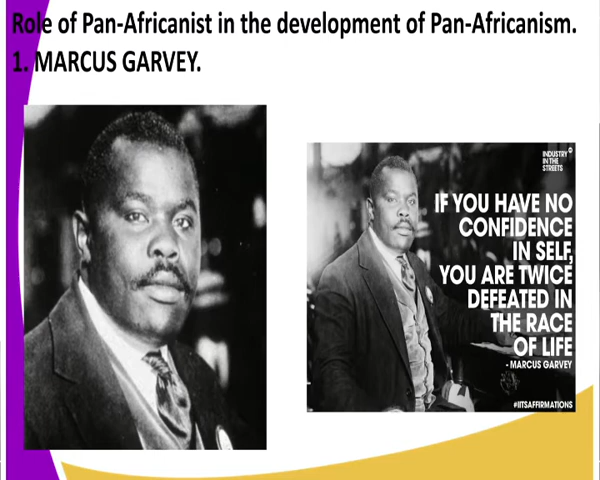 Role of Pan-Africanist in the development of Pan-Africanism.
1. MARCUS GARVEY.
INDUSTRY
IN THE
STREETS
IF YOU HAVE NO
CONFIDENCE
IN SELF,
YOU ARE TWICE
DEFEATED IN
THE RACE
OF LIFE
- MARCUS GARVEY
#IITSAFFIRMATIONS